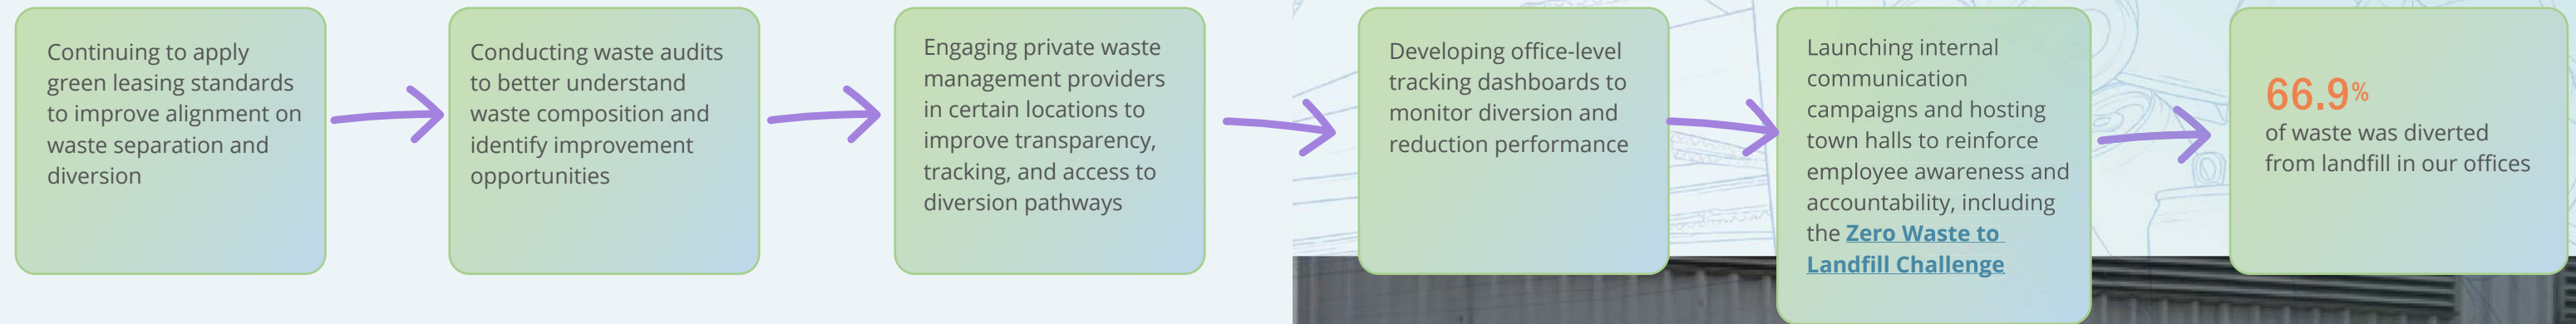 Continuing to apply
green leasing standards
to improve alignment on
waste separation and
diversion
Conducting waste audits
to better understand
waste composition and
identify improvement
opportunities
Engaging private waste
management providers
in certain locations to
improve transparency,
tracking, and access to
diversion pathways
Developing office-level
tracking dashboards to
monitor diversion and
reduction performance
Launching internal
communication
campaigns and hosting
town halls to reinforce
employee awareness and
accountability, including
the Zero Waste to
Landfill Challenge
66.9%
of waste was diverted
from landfill in our offices